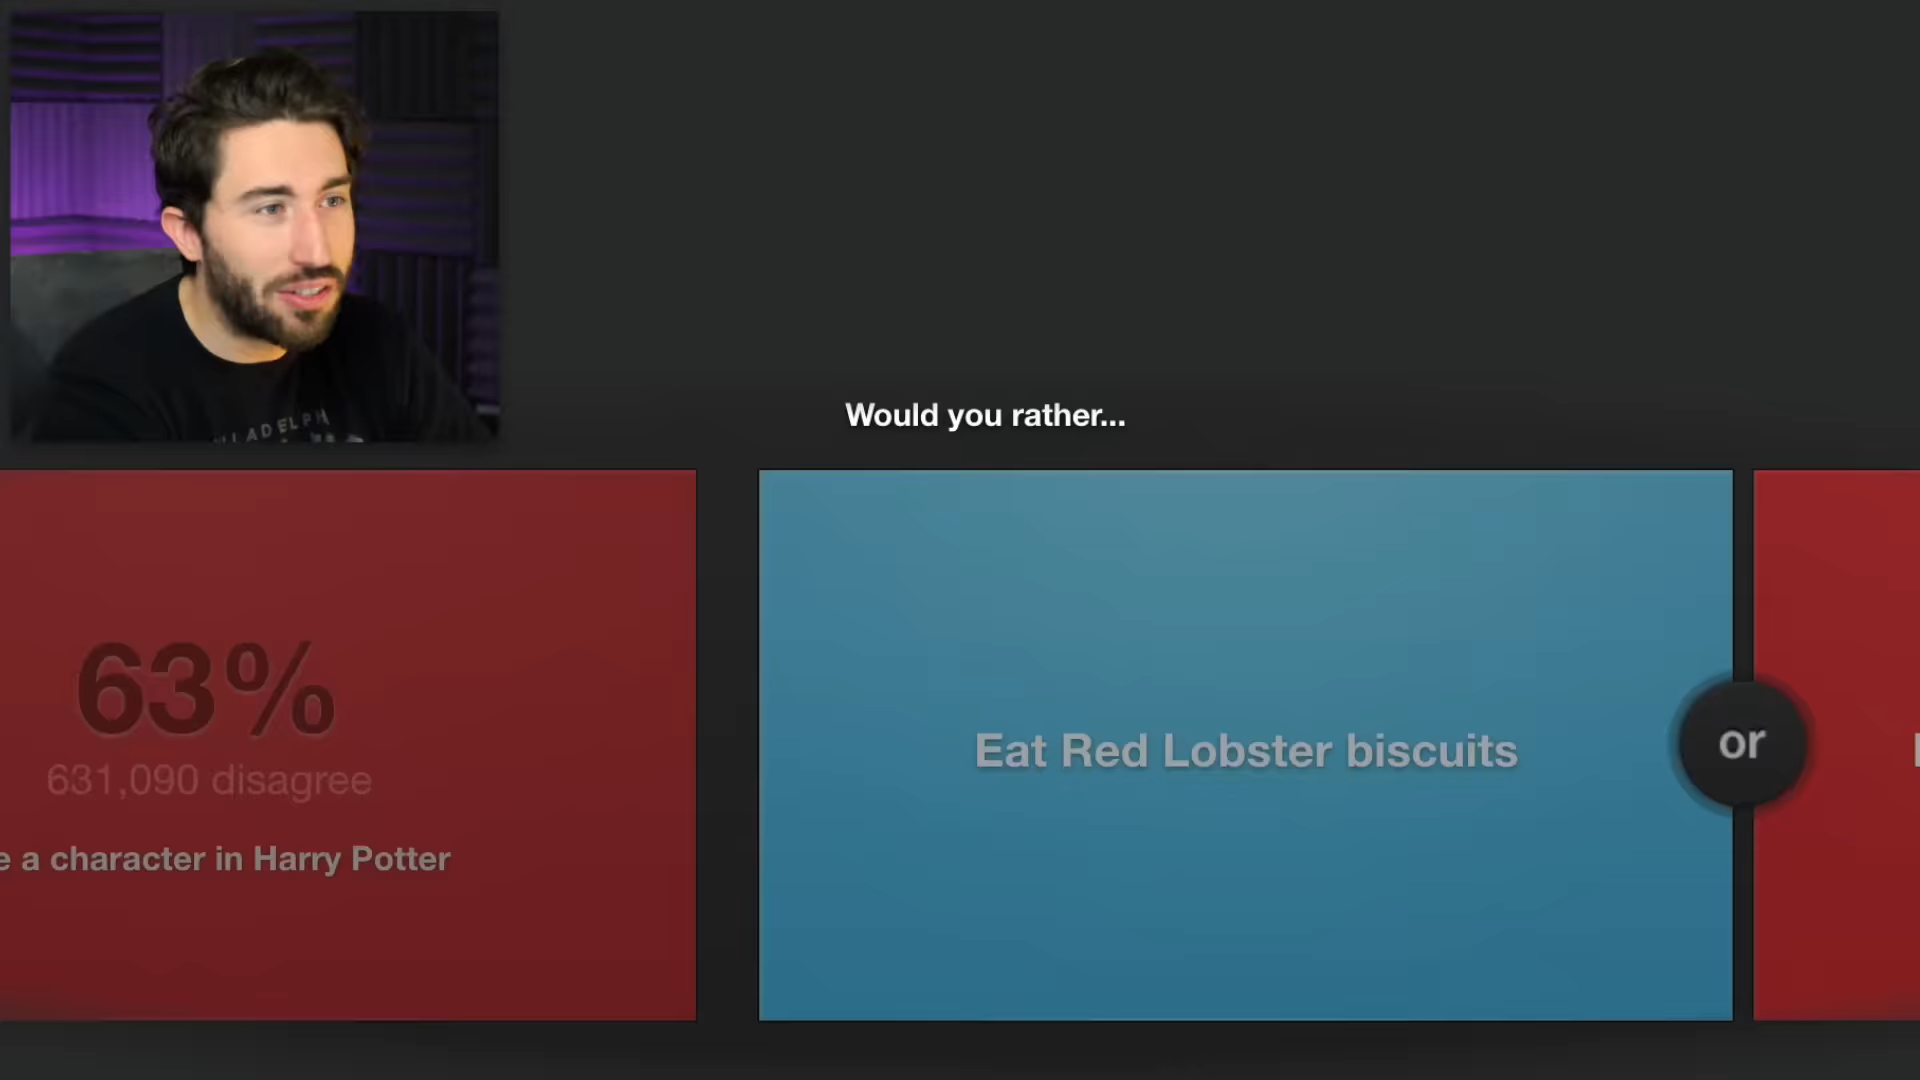 Would you rather...
63%
631,090 disagree
a character in Harry Potter
Eat Red Lobster biscuits
or